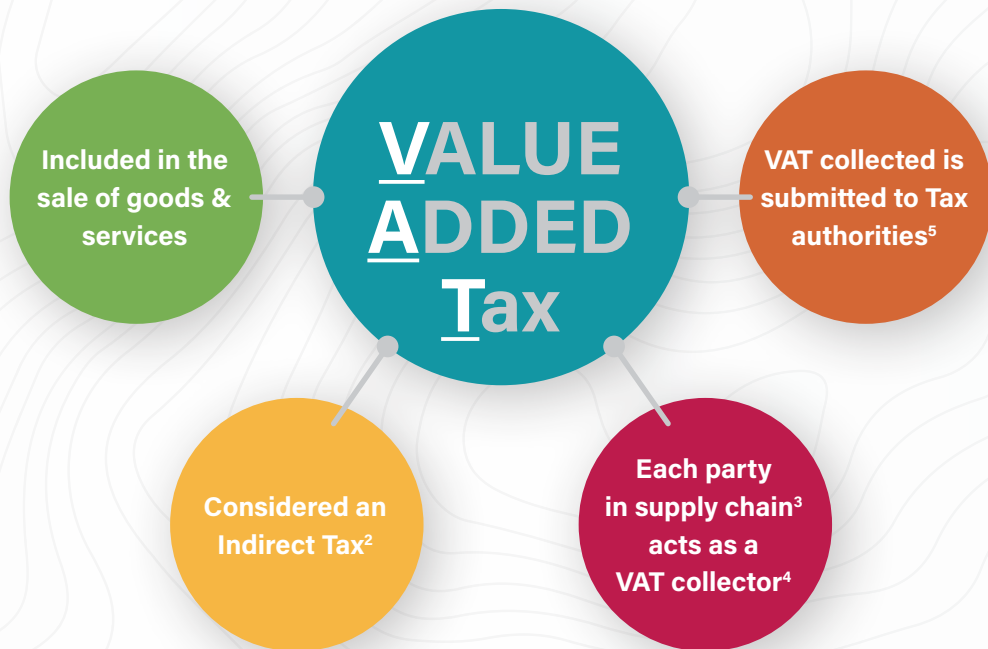 VALUE
ADDED
Tax
Included in the
sale of goods &
services
VAT collected is
submitted to Tax
authorities⁵
Considered an
Indirect Tax²
Each party
in supply chain³
acts as a
VAT collector⁴